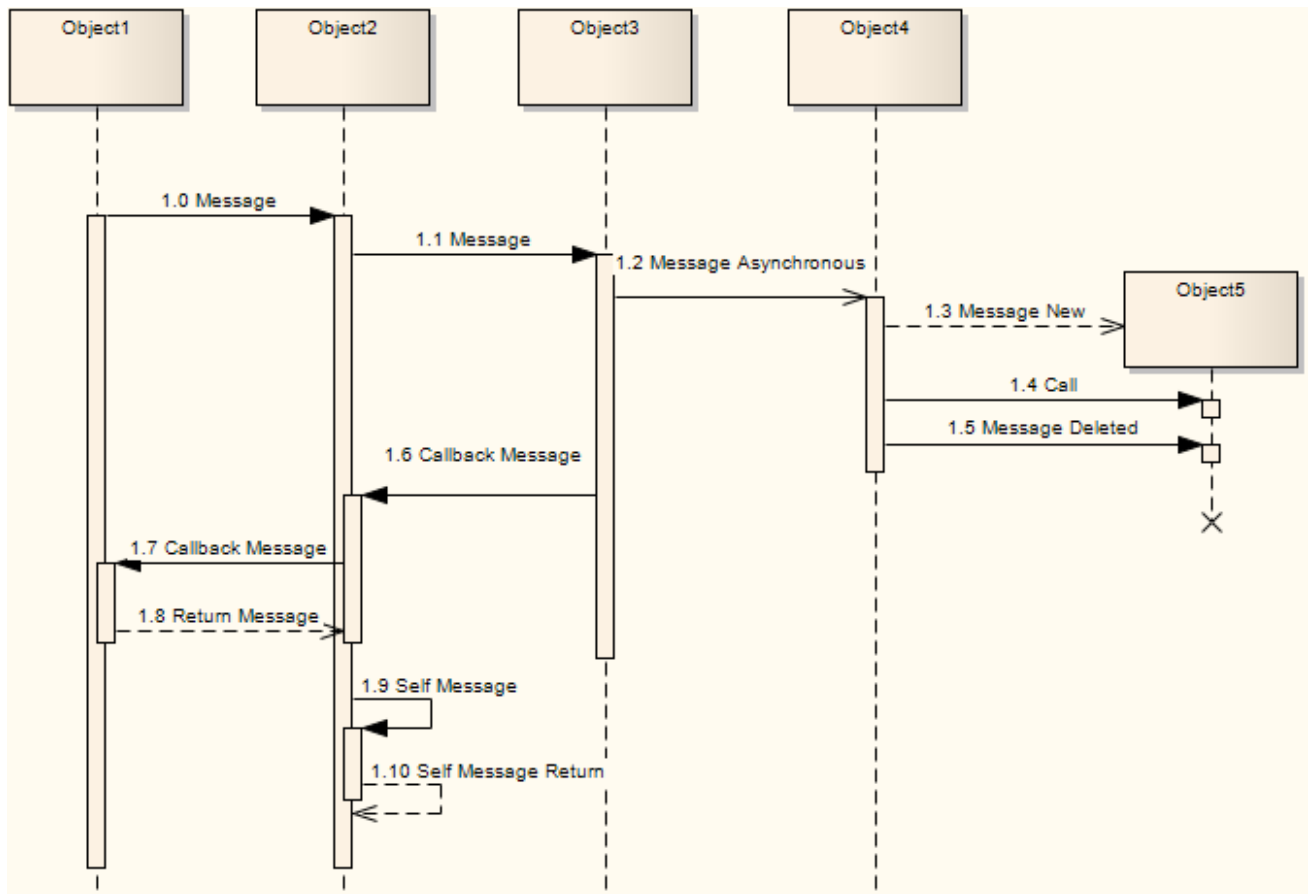 Object1
Object2
Object3
Object4
1.0 Message
1.1 Message
1.2 Message Asynchronous
Object5
1.3 Message New
1.4 Call
1.5 Message Deleted
1.6 Callback Message
1.7 Callback Message
1.8 Return Message
1.9 Self Message
1.10 Self Message Return